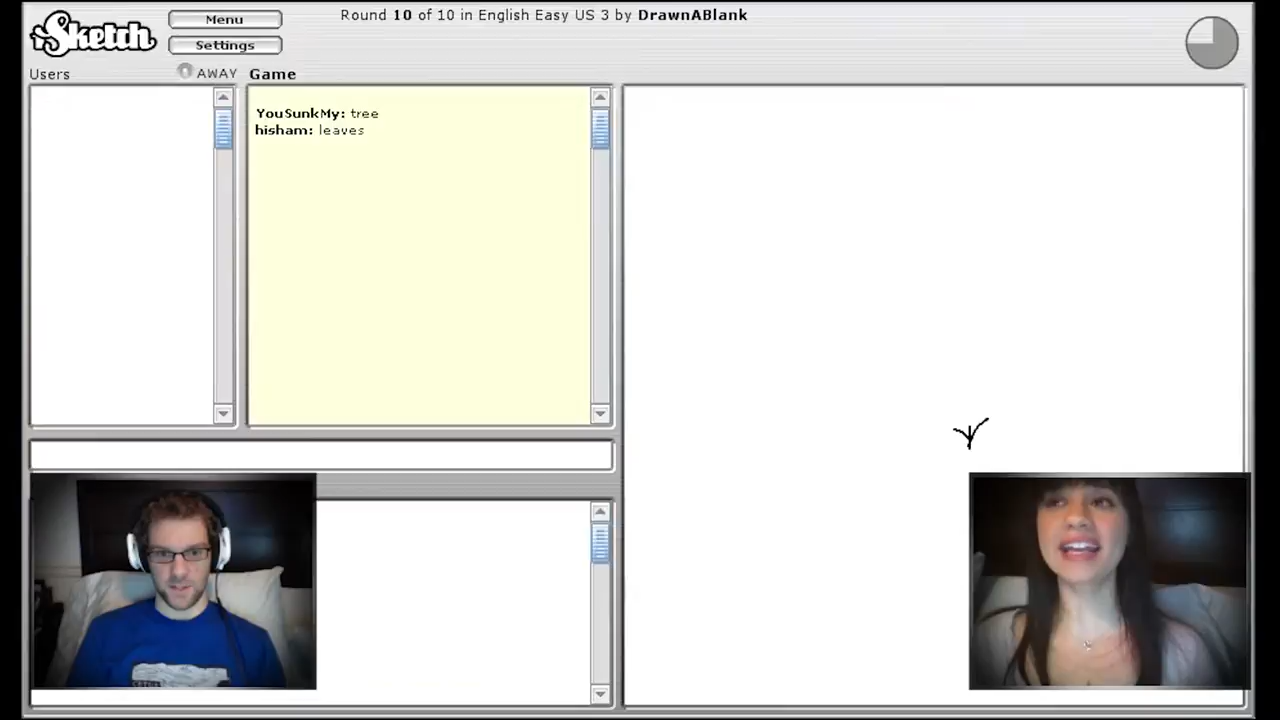 iSketch
Menu
Settings
Round 10 of 10 in English Easy US 3 by DrawnABlank
Users
AWAY
Game
YouSunkMy: tree
hisham: leaves